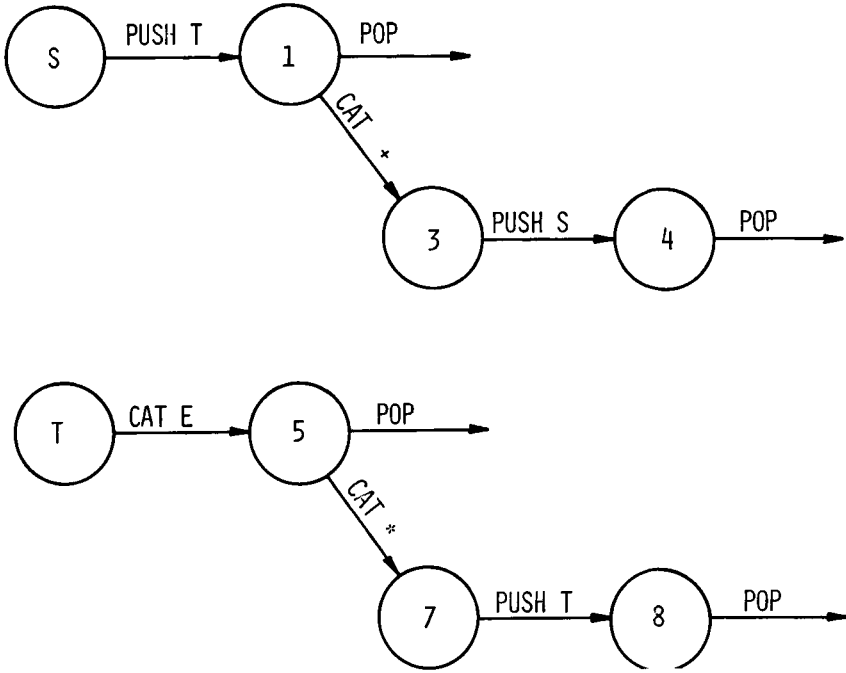 S PUSH T 1 POP
CAT +
3 PUSH S 4 POP
T CAT E 5 POP
CAT *
7 PUSH T 8 POP